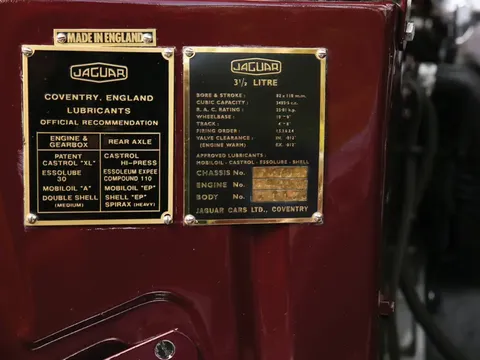 MADE IN ENGLAND
JAGUAR
COVENTRY, ENGLAND
LUBRICANTS
OFFICIAL RECOMMENDATION
ENGINE & GEARBOX
REAR AXLE
PATENT CASTROL "XL"
CASTROL HI-PRESS
ESSOLUBE 30
ESSOLEUM EXPEE COMPOUND 110
MOBILOIL "A"
MOBILOIL "EP"
DOUBLE SHELL (MEDIUM)
SHELL "EP" SPIRAX (HEAVY)
JAGUAR
3½ LITRE
BORE & STROKE :
CUBIC CAPACITY :
R. A. C. RATING :
WHEELBASE :
TRACK :
FIRING ORDER :
VALVE CLEARANCE :
(ENGINE WARM)
APPROVED LUBRICANTS :
MOBILOIL - CASTROL - ESSOLUBE - SHELL
CHASSIS No.
ENGINE No.
BODY No.
JAGUAR CARS LTD., COVENTRY